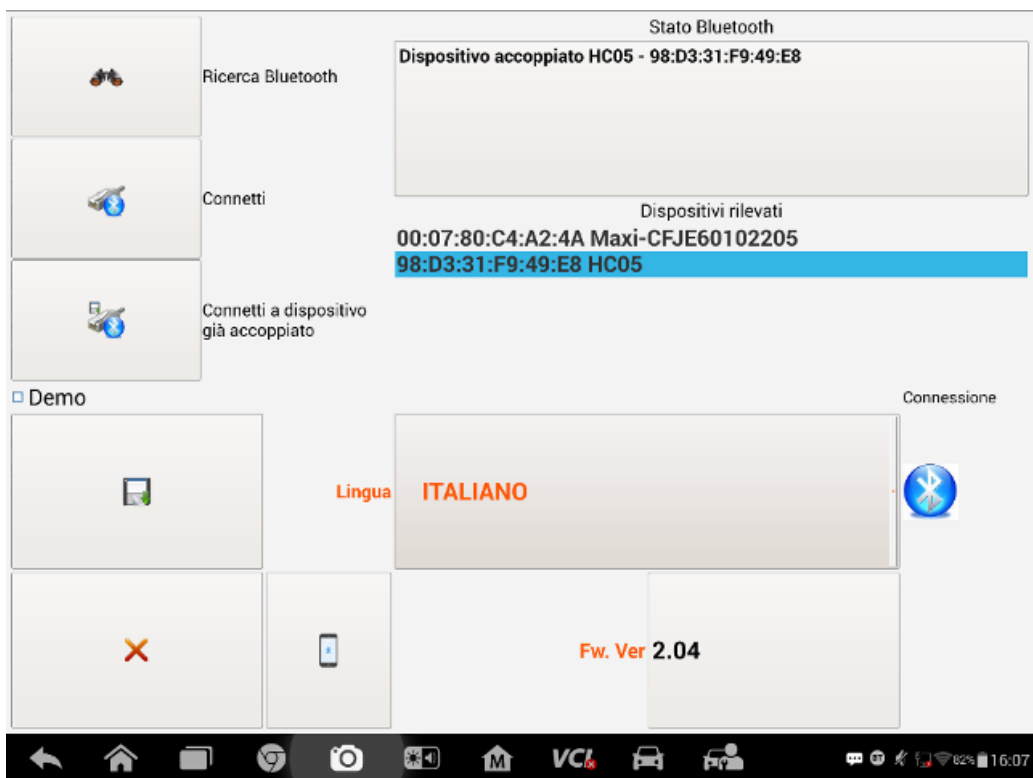 Stato Bluetooth
Dispositivo accoppiato HC05 - 98:D3:31:F9:49:E8
Ricerca Bluetooth
Connetti
Dispositivi rilevati
00:07:80:C4:A2:4A Maxi-CFJE60102205
98:D3:31:F9:49:E8 HC05
Connetti a dispositivo
già accoppiato
Demo
Connessione
Lingua
ITALIANO
Fw. Ver 2.04
M
VCI
82%
16:07